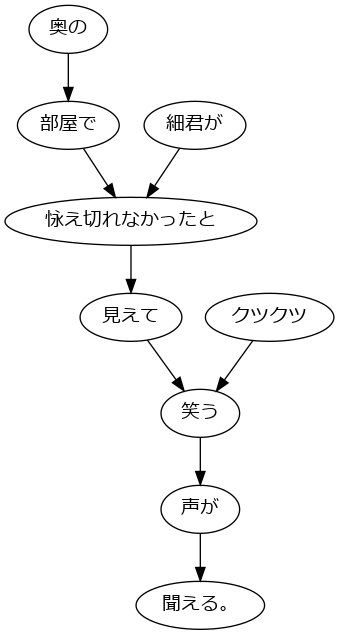 奥の
部屋で
細君が
怺え切れなかったと
見えて
クツクツ
笑う
声が
聞える。